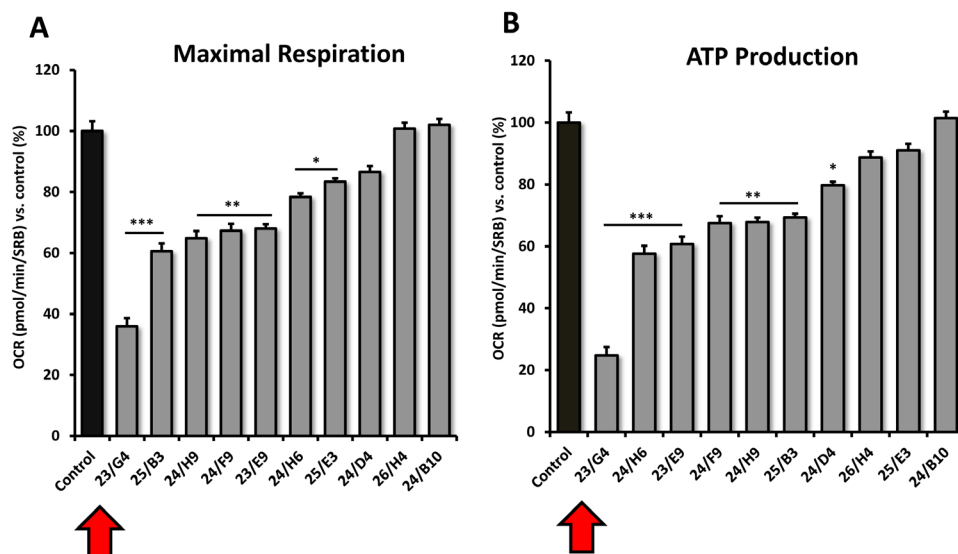 A
Maximal Respiration
OCR (pmol/min/SRB) vs. control (%)
120
100
80
60
40
20
0
***
**
*
Control
23/G4
25/B3
24/H9
24/F9
23/E9
24/H6
25/E3
24/D4
26/H4
24/B10
B
ATP Production
OCR (pmol/min/SRB) vs. control (%)
120
100
80
60
40
20
0
***
**
*
Control
23/G4
24/H6
23/E9
24/F9
24/H9
25/B3
24/D4
26/H4
25/E3
24/B10